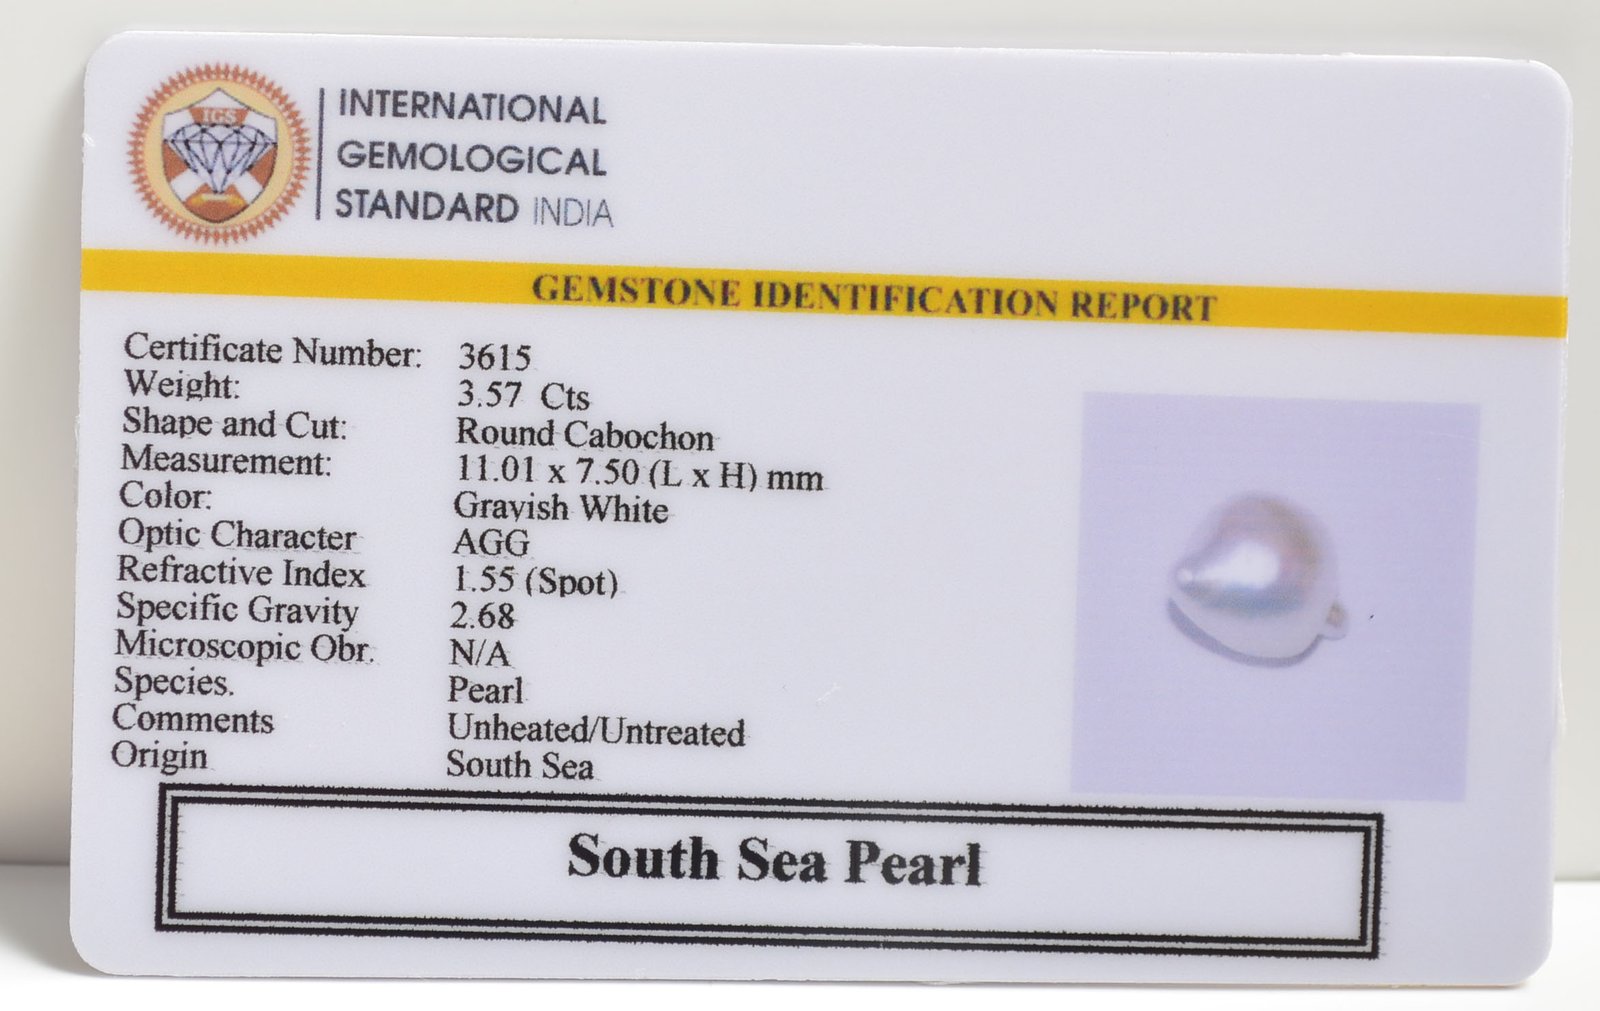 IGS
INTERNATIONAL
GEMOLOGICAL
STANDARD INDIA
GEMSTONE IDENTIFICATION REPORT
Certificate Number: 3615
Weight: 3.57 Cts
Shape and Cut: Round Cabochon
Measurement: 11.01 x 7.50 (L x H) mm
Color: Grayish White
Optic Character AGG
Refractive Index 1.55 (Spot)
Specific Gravity 2.68
Microscopic Obr. N/A
Species. Pearl
Comments Unheated/Untreated
Origin South Sea
South Sea Pearl